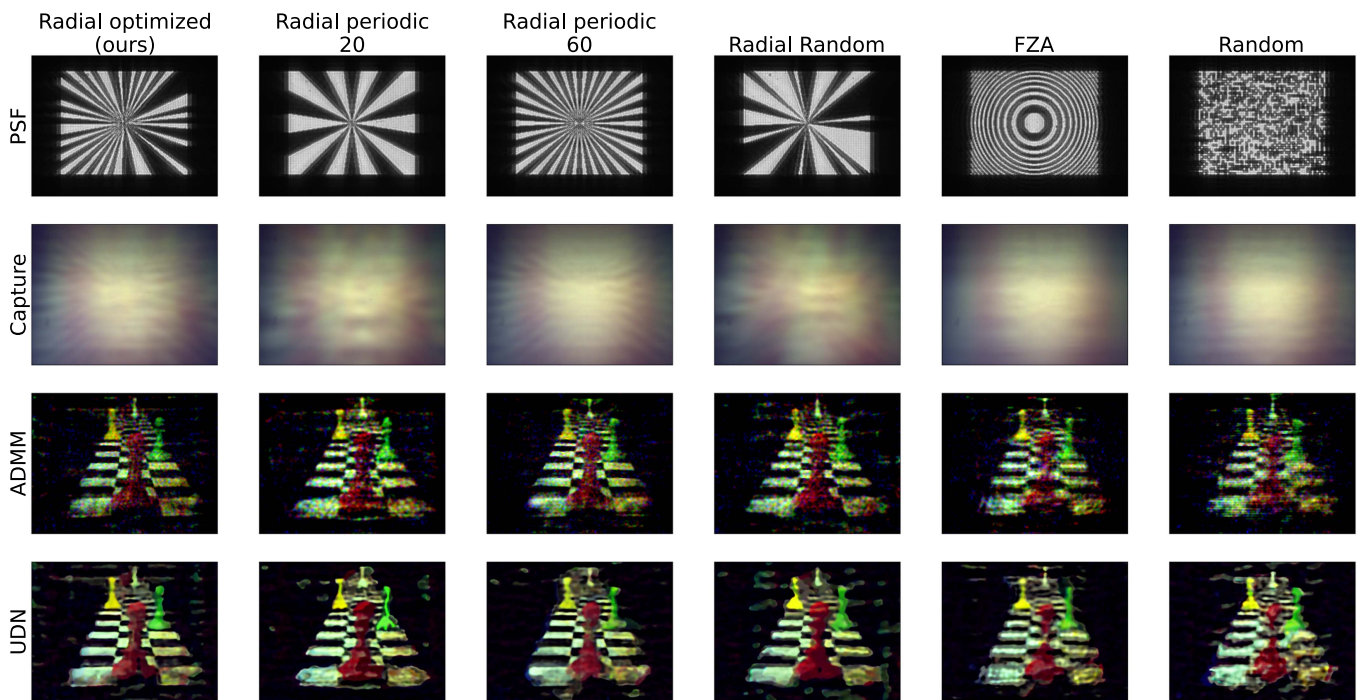 Radial optimized
(ours)
Radial periodic
20
Radial periodic
60
Radial Random
FZA
Random
PSF
Capture
ADMM
UDN